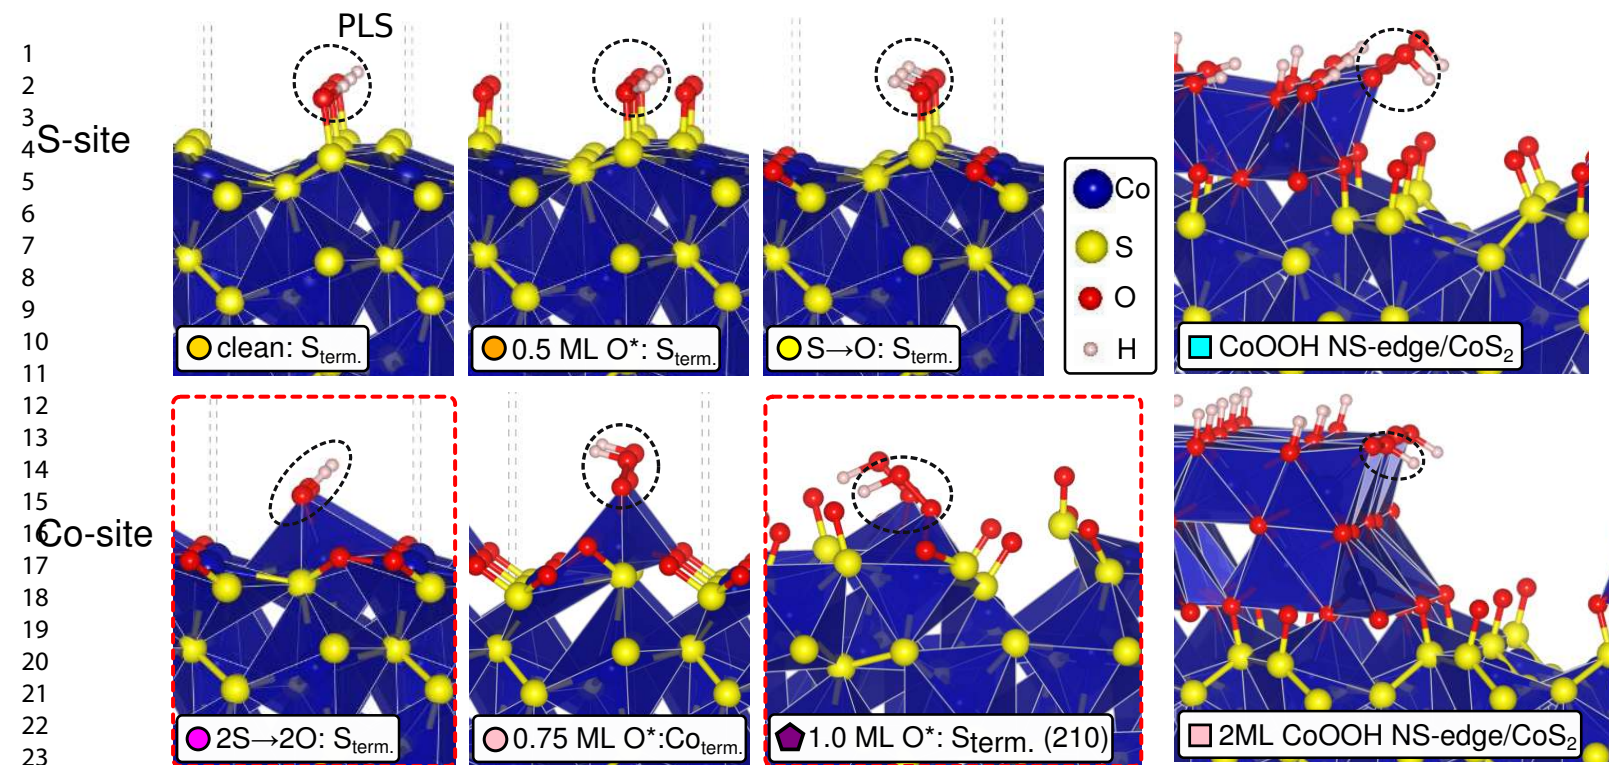 PLS
1
2
3
4
S-site
5
6
7
8
9
10
11
12
13
14
15
16
Co-site
17
18
19
20
21
22
23
Co
S
O
H
clean: Sterm.
0.5 ML O*: Sterm.
S→O: Sterm.
CoOOH NS-edge/CoS2
2S→2O: Sterm.
0.75 ML O*:Coterm.
1.0 ML O*: Sterm. (210)
2ML CoOOH NS-edge/CoS2